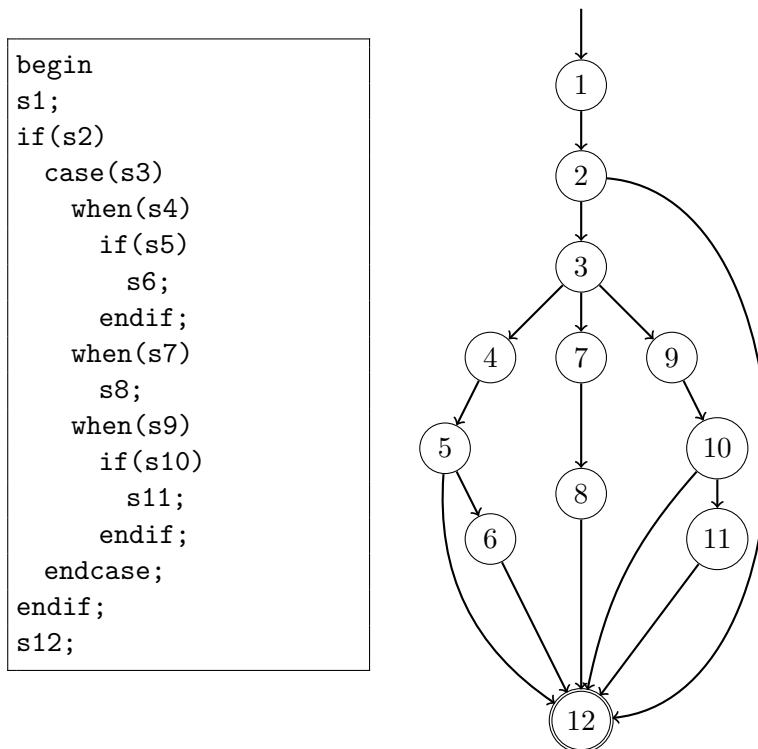 begin
s1;
if(s2)
case(s3)
when(s4)
if(s5)
s6;
endif;
when(s7)
s8;
when(s9)
if(s10)
s11;
endif;
endcase;
endif;
s12;
1
2
3
4
7
9
5
10
8
6
11
12